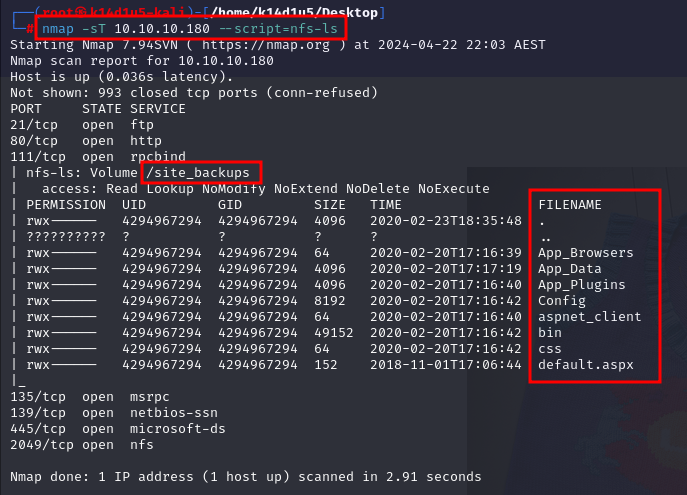 ┌──(root㉿k14d1u5-kali)-[/home/k14d1u5/Desktop]
└─# nmap -sT 10.10.10.180 --script=nfs-ls
Starting Nmap 7.94SVN ( https://nmap.org ) at 2024-04-22 22:03 AEST
Nmap scan report for 10.10.10.180
Host is up (0.036s latency).
Not shown: 993 closed tcp ports (conn-refused)
PORT     STATE SERVICE
21/tcp   open  ftp
80/tcp   open  http
111/tcp  open  rpcbind
| nfs-ls: Volume /site_backups
|   access: Read Lookup NoModify NoExtend NoDelete NoExecute
| PERMISSION  UID         GID         SIZE   TIME                 FILENAME
| rwx------   4294967294  4294967294  4096   2020-02-23T18:35:48  .
| ??????????  ?           ?           ?      ?                    ..
| rwx------   4294967294  4294967294  64     2020-02-20T17:16:39  App_Browsers
| rwx------   4294967294  4294967294  4096   2020-02-20T17:17:19  App_Data
| rwx------   4294967294  4294967294  4096   2020-02-20T17:16:40  App_Plugins
| rwx------   4294967294  4294967294  8192   2020-02-20T17:16:42  Config
| rwx------   4294967294  4294967294  64     2020-02-20T17:16:40  aspnet_client
| rwx------   4294967294  4294967294  49152  2020-02-20T17:16:42  bin
| rwx------   4294967294  4294967294  64     2020-02-20T17:16:42  css
| rwx------   4294967294  4294967294  152    2018-11-01T17:06:44  default.aspx
|_
135/tcp  open  msrpc
139/tcp  open  netbios-ssn
445/tcp  open  microsoft-ds
2049/tcp open  nfs
Nmap done: 1 IP address (1 host up) scanned in 2.91 seconds